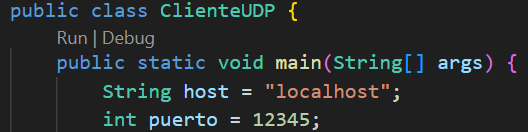 public class ClienteUDP {
Run | Debug
public static void main(String[] args) {
String host = "localhost";
int puerto = 12345;